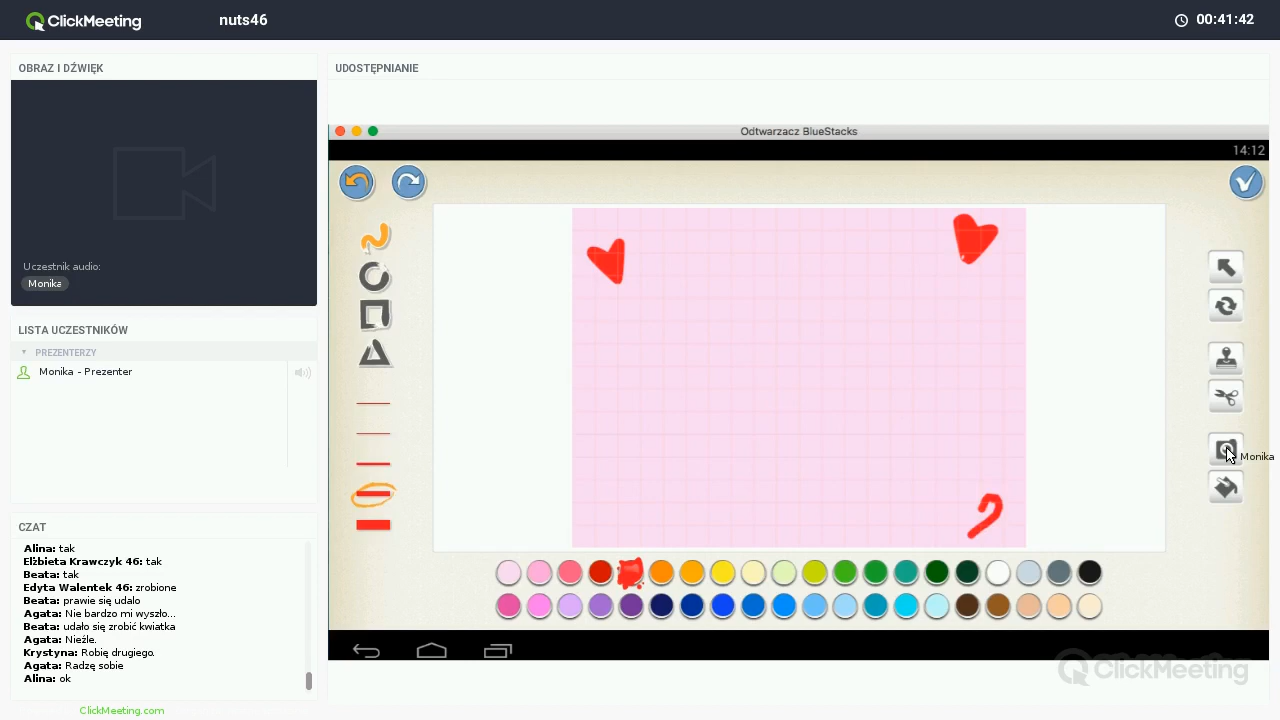 ClickMeeting
nuts46
00:41:42
OBRAZ I DŹWIĘK
Uczestnik audio:
Monika
LISTA UCZESTNIKÓW
PREZENTERZY
Monika - Prezenter
CZAT
Alina: tak
Elżbieta Krawczyk 46: tak
Beata: tak
Edyta Walentek 46: zrobione
Beata: prawie się udalo
Agata: Nie bardzo mi wyszło...
Beata: udało się zrobić kwiatka
Agata: Nieźle.
Krystyna: Robię drugiego.
Agata: Radzę sobie
Alina: ok
ClickMeeting.com
UDOSTĘPNIANIE
Odtwarzacz BlueStacks
14:12
Monika
ClickMeeting